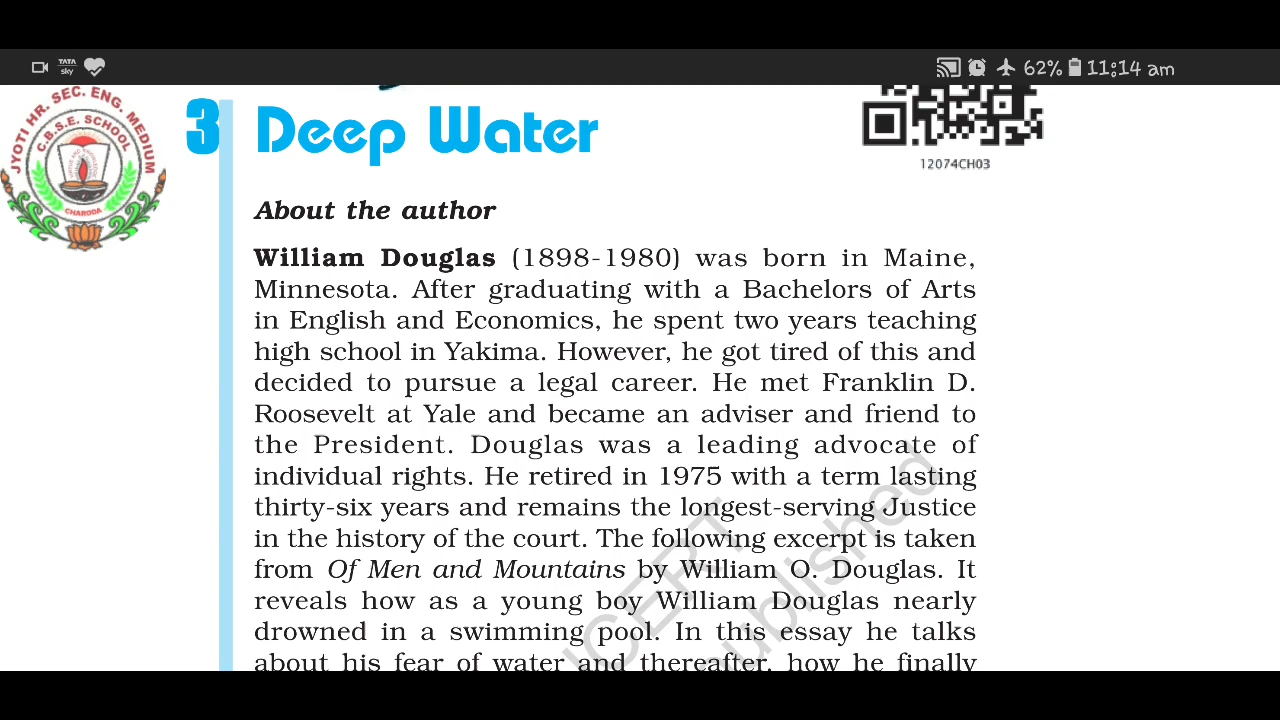 TATA
sky
62% 11:14 am
JYOTI HR. SEC. ENG. MEDIUM
C.B.S.E. SCHOOL
CHARODA
3 Deep Water
12074CH03
About the author
William Douglas (1898-1980) was born in Maine,
Minnesota. After graduating with a Bachelors of Arts
in English and Economics, he spent two years teaching
high school in Yakima. However, he got tired of this and
decided to pursue a legal career. He met Franklin D.
Roosevelt at Yale and became an adviser and friend to
the President. Douglas was a leading advocate of
individual rights. He retired in 1975 with a term lasting
thirty-six years and remains the longest-serving Justice
in the history of the court. The following excerpt is taken
from Of Men and Mountains by William O. Douglas. It
reveals how as a young boy William Douglas nearly
drowned in a swimming pool. In this essay he talks
about his fear of water and thereafter, how he finally